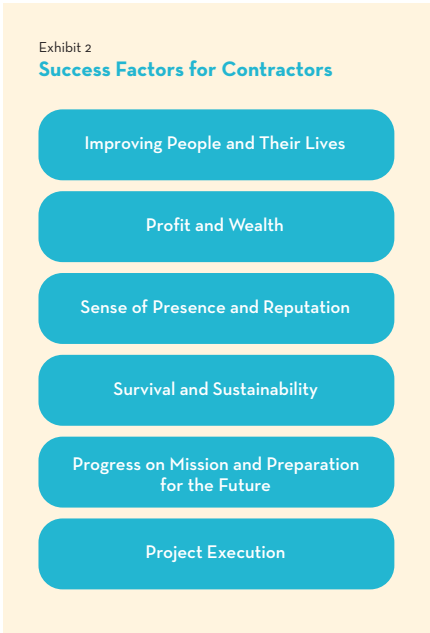 Exhibit 2
Success Factors for Contractors
Improving People and Their Lives
Profit and Wealth
Sense of Presence and Reputation
Survival and Sustainability
Progress on Mission and Preparation
for the Future
Project Execution